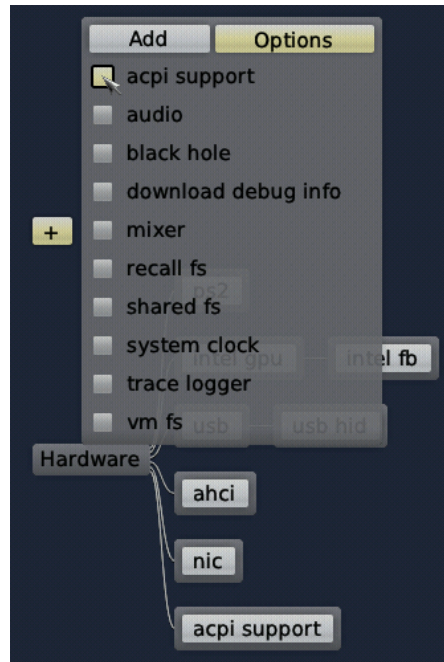 Add Options
acpi support
audio
black hole
download debug info
+ mixer
recall fs
ps2
shared fs
system clock
intel gpu intel fb
trace logger
vm fs usb usb hid
Hardware
ahci
nic
acpi support